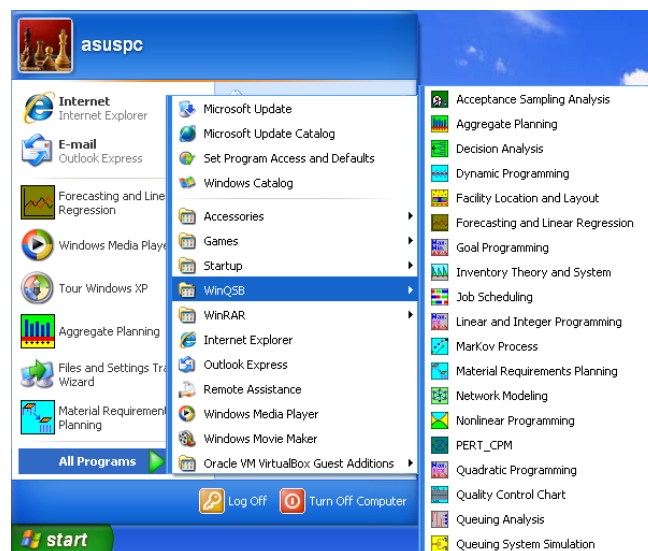 asuspc
Internet
Internet Explorer
E-mail
Outlook Express
Forecasting and Line
Regression
Windows Media Playe
Tour Windows XP
Aggregate Planning
Files and Settings Tra
Wizard
Material Requirement
Planning
All Programs
Microsoft Update
Microsoft Update Catalog
Set Program Access and Defaults
Windows Catalog
Accessories
Games
Startup
WinQSB
WinRAR
Internet Explorer
Outlook Express
Remote Assistance
Windows Media Player
Windows Movie Maker
Oracle VM VirtualBox Guest Additions
Acceptance Sampling Analysis
Aggregate Planning
Decision Analysis
Dynamic Programming
Facility Location and Layout
Forecasting and Linear Regression
Goal Programming
Inventory Theory and System
Job Scheduling
Linear and Integer Programming
MarKov Process
Material Requirements Planning
Network Modeling
Nonlinear Programming
PERT_CPM
Quadratic Programming
Quality Control Chart
Queuing Analysis
Queuing System Simulation
Log Off
Turn Off Computer
start